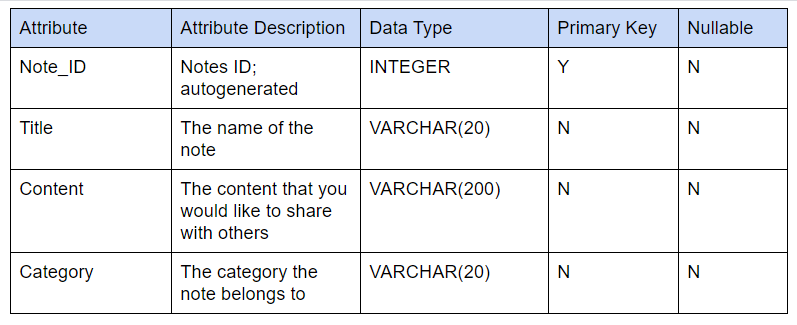 Attribute Attribute Description Data Type Primary Key Nullable
Note_ID Notes ID; INTEGER Y N
autogenerated
Title The name of the VARCHAR(20) N N
note
Content The content that you VARCHAR(200) N N
would like to share
with others
Category The category the VARCHAR(20) N N
note belongs to